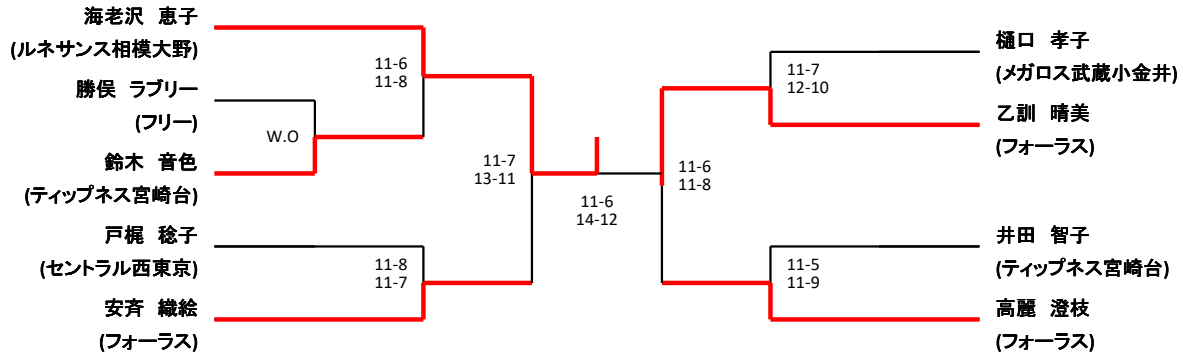 海老沢　恵子
(ルネサンス相模大野)
勝俣　ラブリー
(フリー)
鈴木　音色
(ティップネス宮崎台)
戸梶　稔子
(セントラル西東京)
安斉　織絵
(フォーラス)
11-6
11-8
W.O
11-7
13-11
11-8
11-7
11-6
14-12
11-6
11-8
11-7
12-10
11-5
11-9
樋口　孝子
(メガロス武蔵小金井)
乙訓　晴美
(フォーラス)
井田　智子
(ティップネス宮崎台)
高麗　澄枝
(フォーラス)